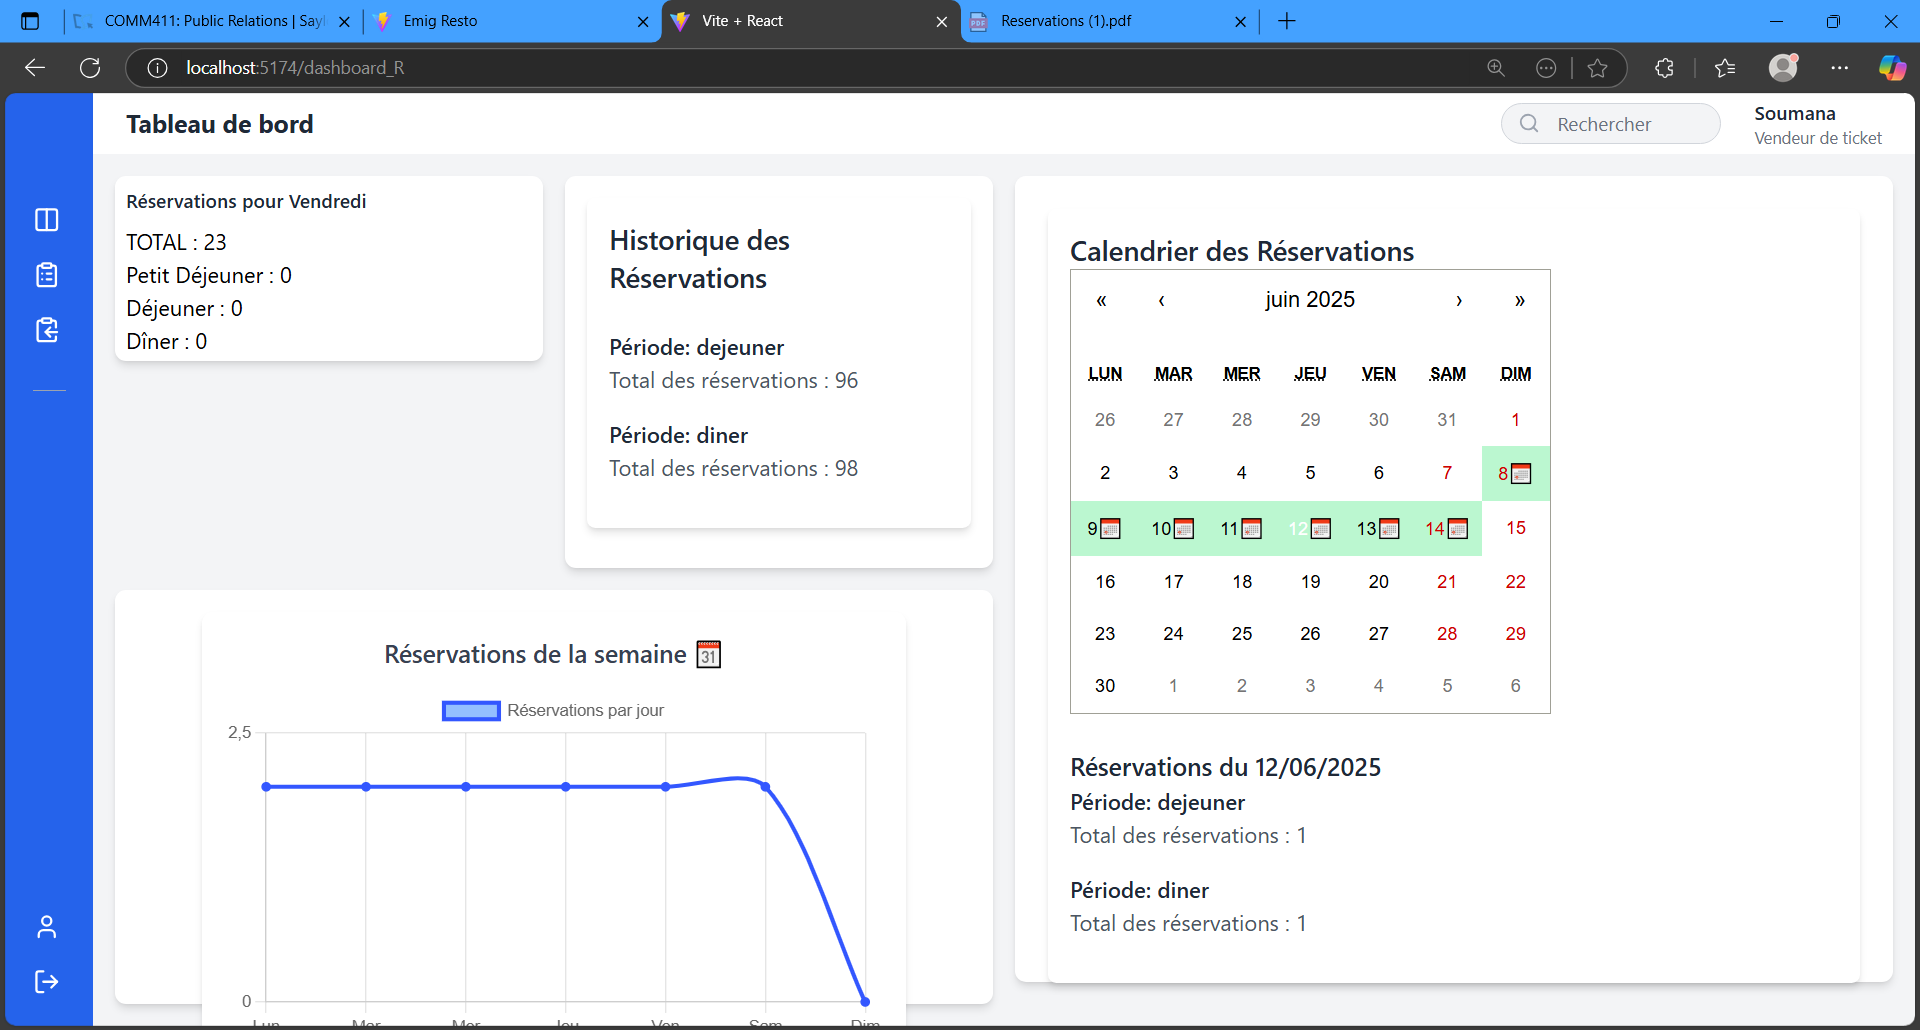 COMM411: Public Relations | Sayl
Emig Resto
Vite + React
Reservations (1).pdf
localhost:5174/dashboard_R
Tableau de bord
Rechercher
Soumana
Vendeur de ticket
Réservations pour Vendredi
TOTAL : 23
Petit Déjeuner : 0
Déjeuner : 0
Dîner : 0
Historique des
Réservations
Période: dejeuner
Total des réservations : 96
Période: diner
Total des réservations : 98
Réservations de la semaine 31
Réservations par jour
2,5
0
Lun Mar Mer Jeu Ven Sam Dim
Calendrier des Réservations
« ‹ juin 2025 › »
LUN MAR MER JEU VEN SAM DIM
26 27 28 29 30 31 1
2 3 4 5 6 7 8
9 10 11 12 13 14 15
16 17 18 19 20 21 22
23 24 25 26 27 28 29
30 1 2 3 4 5 6
Réservations du 12/06/2025
Période: dejeuner
Total des réservations : 1
Période: diner
Total des réservations : 1